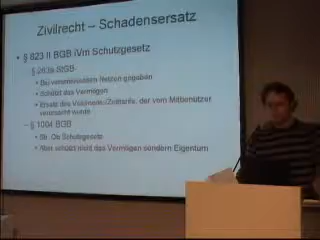 Zivilrecht – Schadensersatz
• § 823 II BGB iVm Schutzgesetz
§ 263a StGB
• Bei verschlüsselten Netzen gegeben
• Schützt das Vermögen
• Ersatz des Volumens-/Zeittarifs, der vom Mitbenutzer verursacht wurde
– § 1004 BGB
• Str. Ob Schutzgesetz
• Aber schützt nicht das Vermögen sondern Eigentum